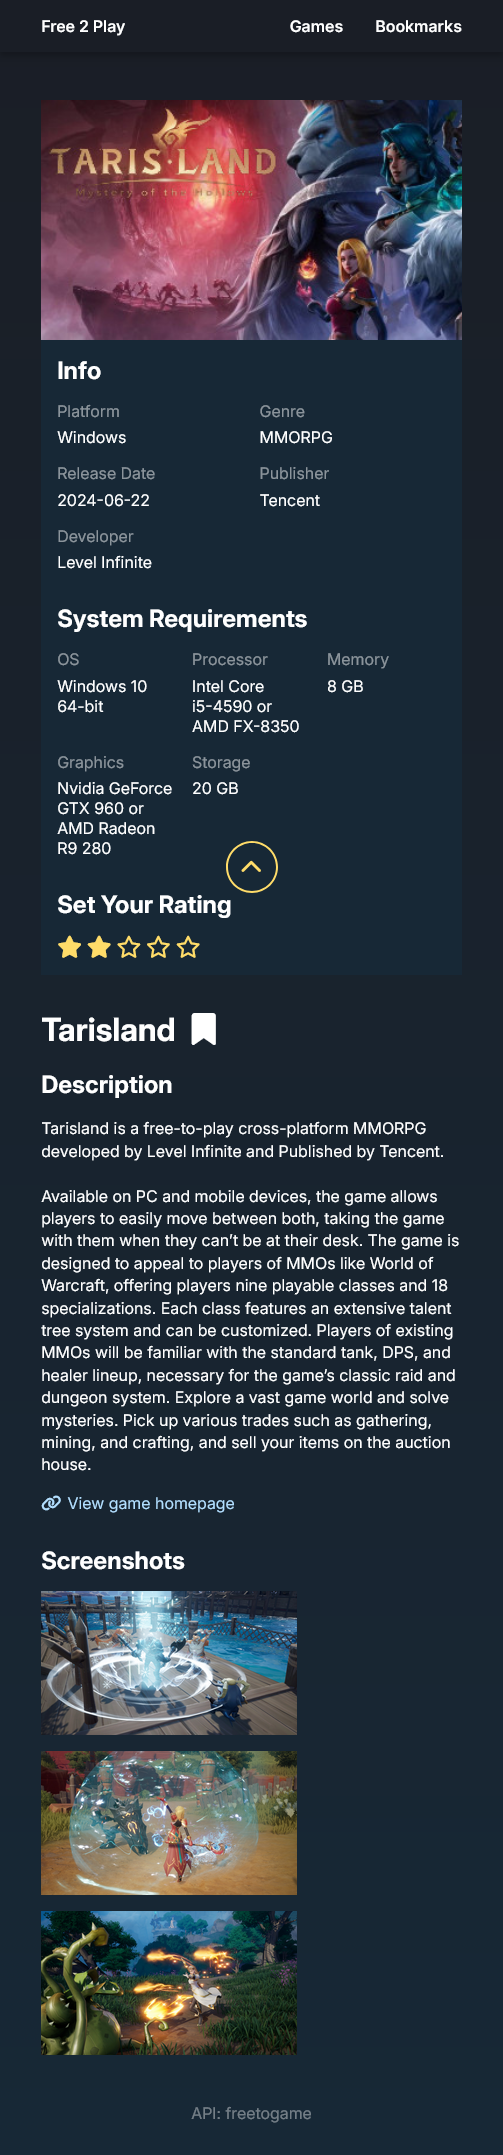 Free 2 Play Games Bookmarks
TARIS·LAND
Mystery of the Hollows
Info
Platform Genre
Windows MMORPG
Release Date Publisher
2024-06-22 Tencent
Developer
Level Infinite
System Requirements
OS Processor Memory
Windows 10 Intel Core 8 GB
64-bit i5-4590 or
AMD FX-8350
Graphics Storage
Nvidia GeForce 20 GB
GTX 960 or
AMD Radeon
R9 280
Set Your Rating
Tarisland
Description
Tarisland is a free-to-play cross-platform MMORPG
developed by Level Infinite and Published by Tencent.
Available on PC and mobile devices, the game allows
players to easily move between both, taking the game
with them when they can’t be at their desk. The game is
designed to appeal to players of MMOs like World of
Warcraft, offering players nine playable classes and 18
specializations. Each class features an extensive talent
tree system and can be customized. Players of existing
MMOs will be familiar with the standard tank, DPS, and
healer lineup, necessary for the game’s classic raid and
dungeon system. Explore a vast game world and solve
mysteries. Pick up various trades such as gathering,
mining, and crafting, and sell your items on the auction
house.
View game homepage
Screenshots
API: freetogame